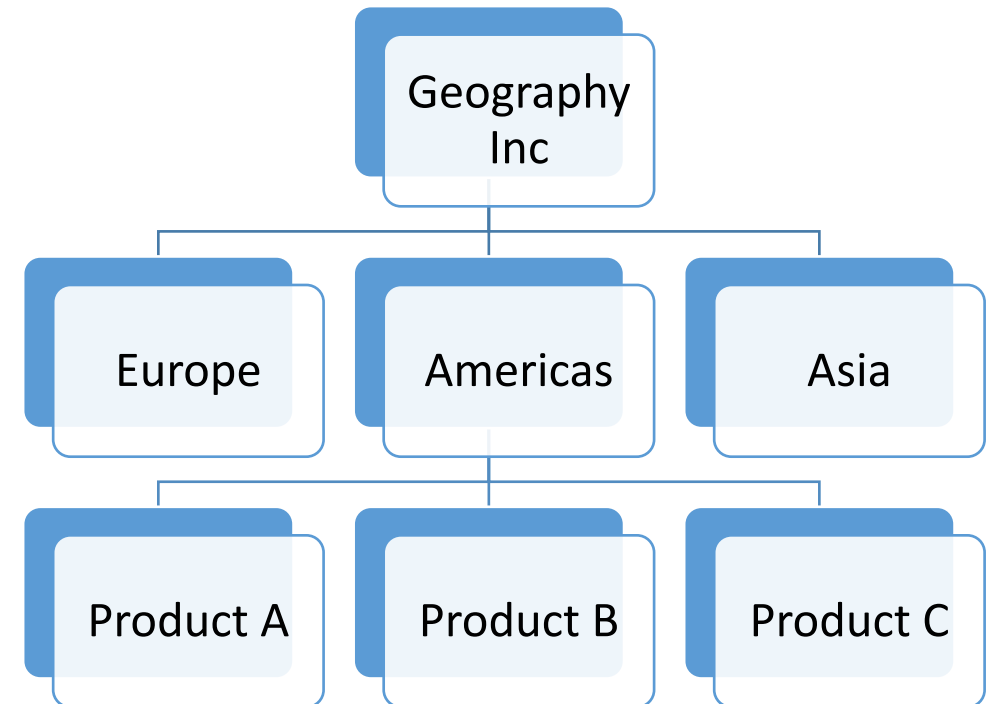 Geography
Inc
Europe
Americas
Asia
Product A
Product B
Product C